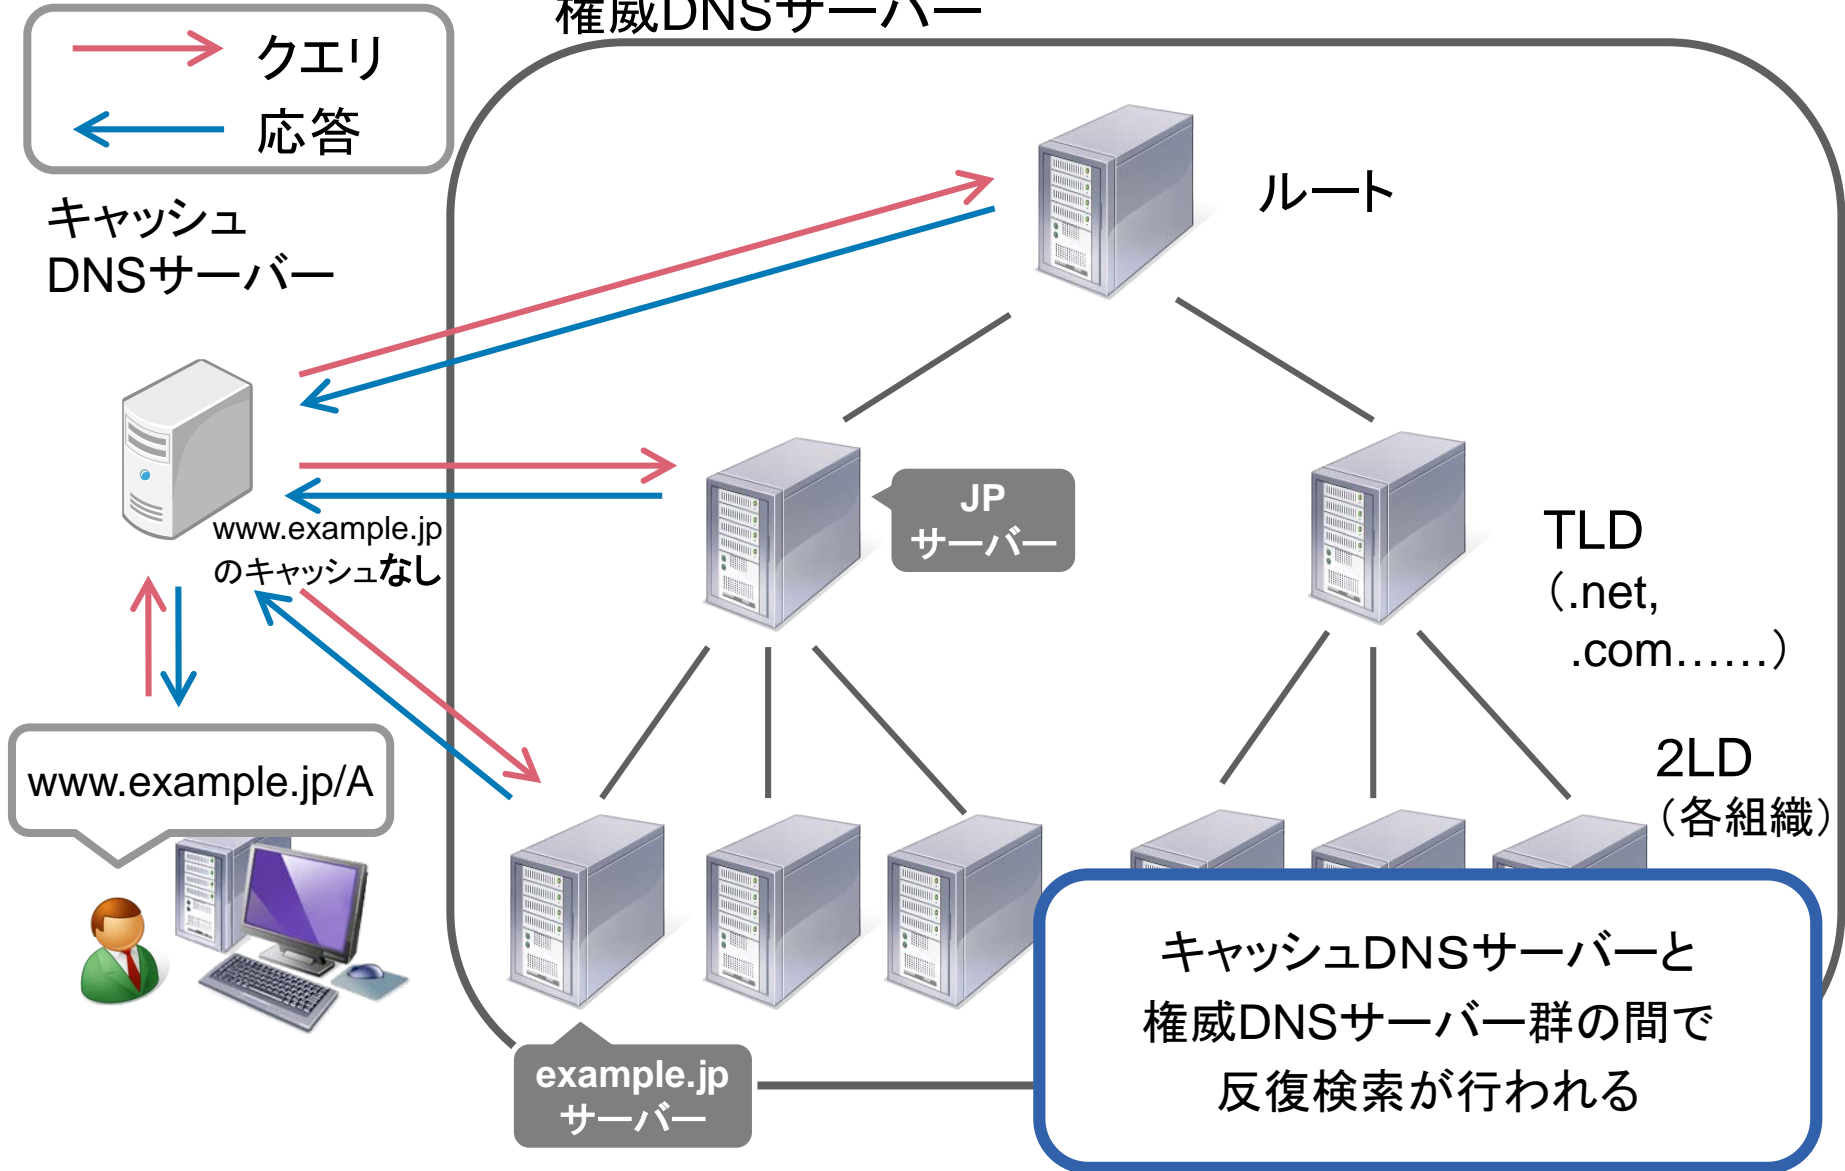 権威DNSサーバー
クエリ
応答
キャッシュ
DNSサーバー
ルート
www.example.jp
のキャッシュなし
JP
サーバー
TLD
（.net,
.com……）
2LD
（各組織）
www.example.jp/A
example.jp
サーバー
キャッシュDNSサーバーと
権威DNSサーバー群の間で
反復検索が行われる